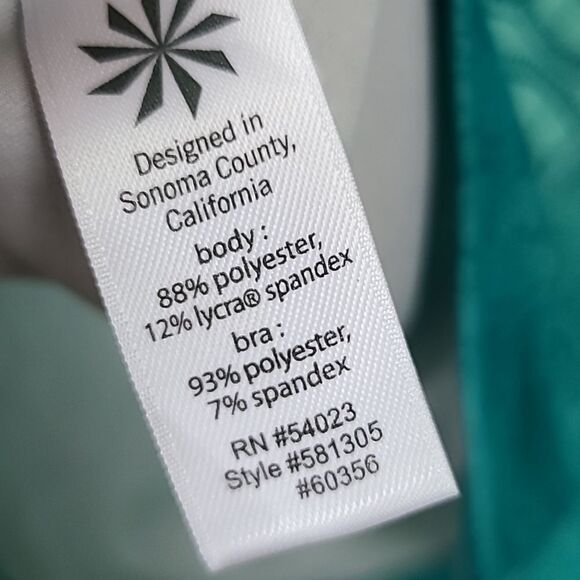 Designed in
Sonoma County,
California
body :
88% polyester,
12% lycra® spandex
bra :
93% polyester,
7% spandex
RN #54023
Style #581305
#60356